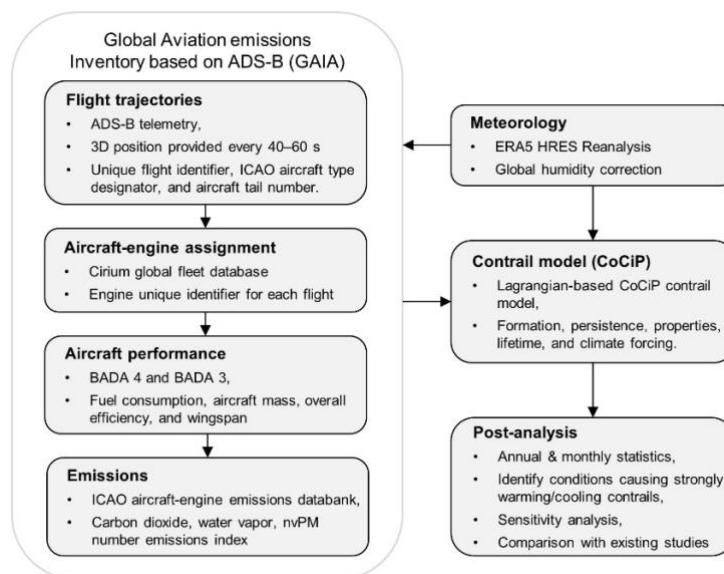 Global Aviation emissions
Inventory based on ADS-B (GAIA)
Flight trajectories
• ADS-B telemetry,
• 3D position provided every 40–60 s
• Unique flight identifier, ICAO aircraft type
designator, and aircraft tail number.
Aircraft-engine assignment
• Cirium global fleet database
• Engine unique identifier for each flight
Aircraft performance
• BADA 4 and BADA 3,
• Fuel consumption, aircraft mass, overall
efficiency, and wingspan
Emissions
• ICAO aircraft-engine emissions databank,
• Carbon dioxide, water vapor, nvPM
number emissions index
Meteorology
• ERA5 HRES Reanalysis
• Global humidity correction
Contrail model (CoCiP)
• Lagrangian-based CoCiP contrail
model,
• Formation, persistence, properties,
lifetime, and climate forcing.
Post-analysis
• Annual & monthly statistics,
• Identify conditions causing strongly
warming/cooling contrails,
• Sensitivity analysis,
• Comparison with existing studies